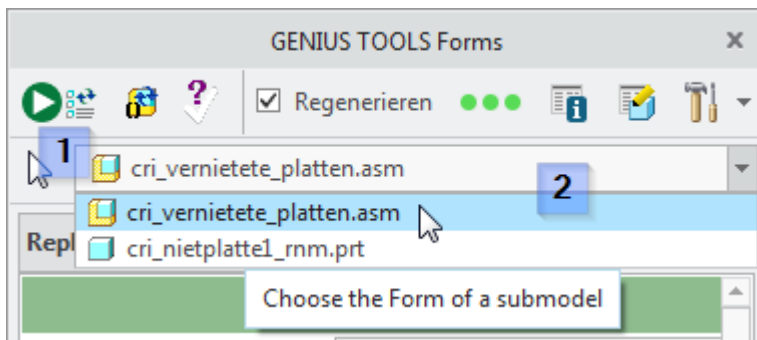 GENIUS TOOLS Forms
Regenerieren
1
cri_vernietete_platten.asm
2
cri_vernietete_platten.asm
Repl
cri_nietplatte1_rnm.prt
Choose the Form of a submodel